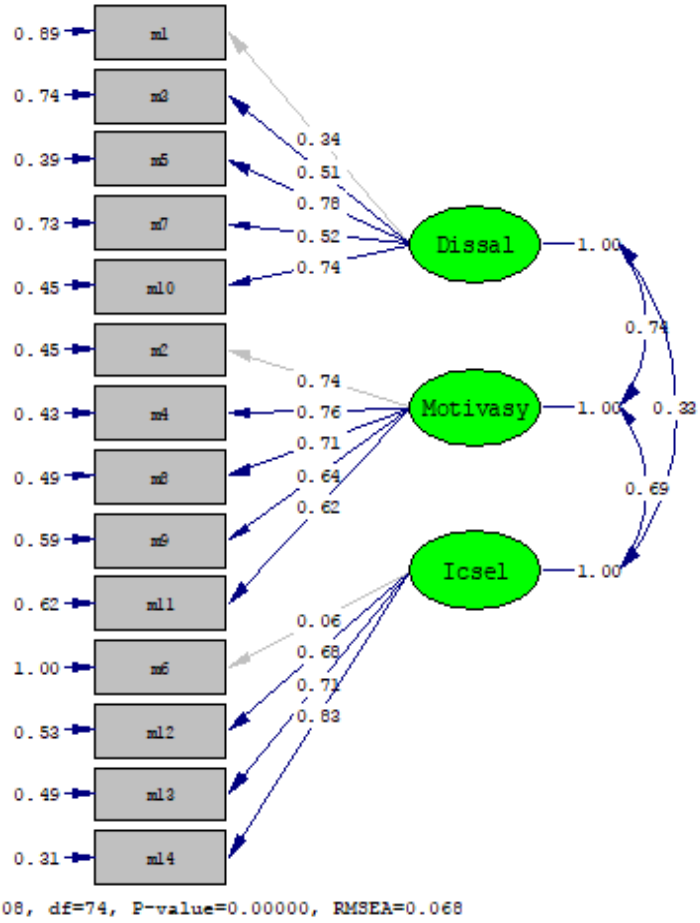 0.89 m1
0.74 m3
0.39 m5
0.73 m7
0.45 m10
0.45 m2
0.43 m4
0.49 m8
0.59 m9
0.62 m11
1.00 m6
0.53 m12
0.49 m13
0.31 m14
0.34
0.51
0.78
0.52
0.74
0.74
0.76
0.71
0.64
0.62
0.06
0.68
0.71
0.83
Dissal 1.00
Motivasy 1.00
Icsel 1.00
0.74
0.33
0.69
08, df=74, P-value=0.00000, RMSEA=0.068